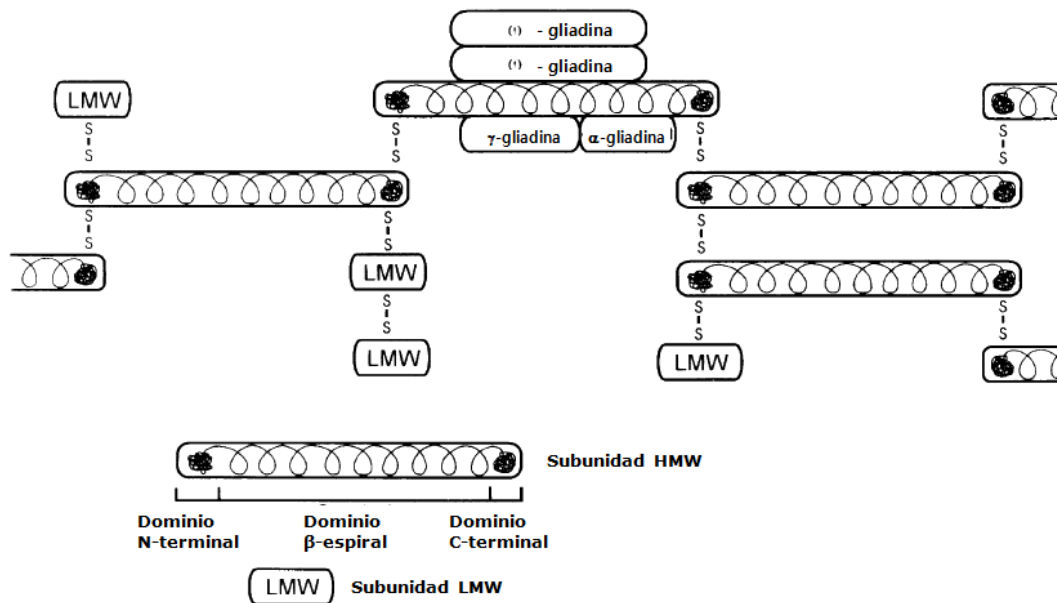 (ı) - gliadina
(ı) - gliadina
LMW
γ-gliadina
α-gliadina
S
S
S
S
S
S
S
S
S
S
S
S
S
S
LMW
S
S
S
S
S
S
LMW
LMW
Subunidad HMW
Dominio N-terminal
Dominio β-espiral
Dominio C-terminal
LMW
Subunidad LMW